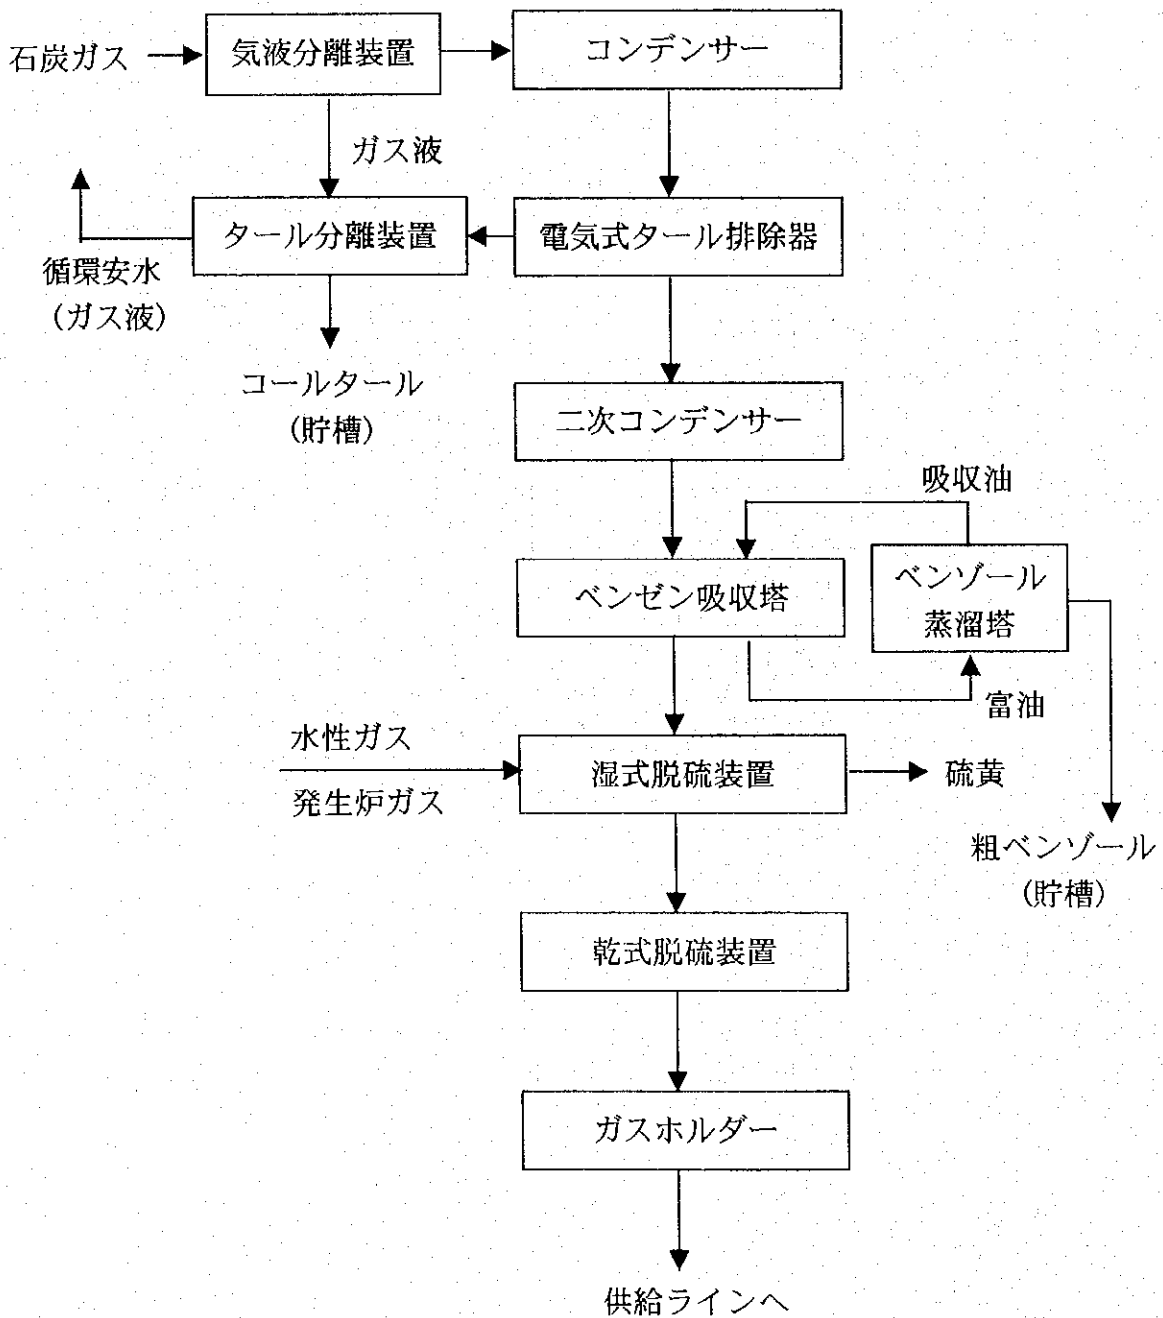 石炭ガス
気液分離装置
コンデンサー
ガス液
タール分離装置
電気式タール排除器
循環安水
(ガス液)
コールタール
(貯槽)
二次コンデンサー
吸収油
ベンゼン吸収塔
ベンゾール
蒸溜塔
富油
水性ガス
発生炉ガス
湿式脱硫装置
硫黄
粗ベンゾール
(貯槽)
乾式脱硫装置
ガスホルダー
供給ラインへ